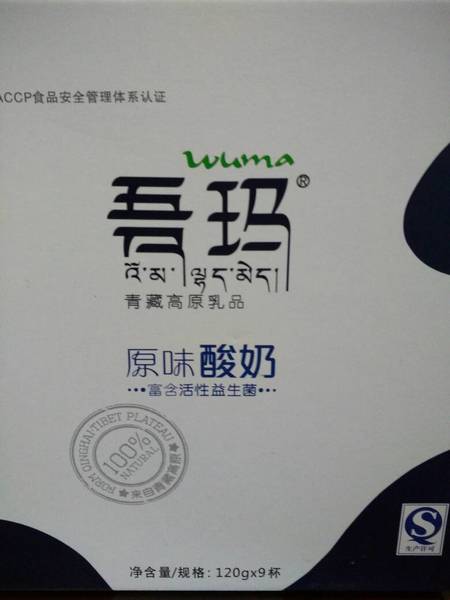 ACCP食品安全管理体系认证
wuma
吾玛®
འོ་མ་།ལྷད་མེད།
青藏高原乳品
原味酸奶
•••富含活性益生菌•••
FORM QINGHAI-TIBET PLATEAU
100%
NATURAL
★来自青藏高原★
生产许可
净含量/规格:120gx9杯